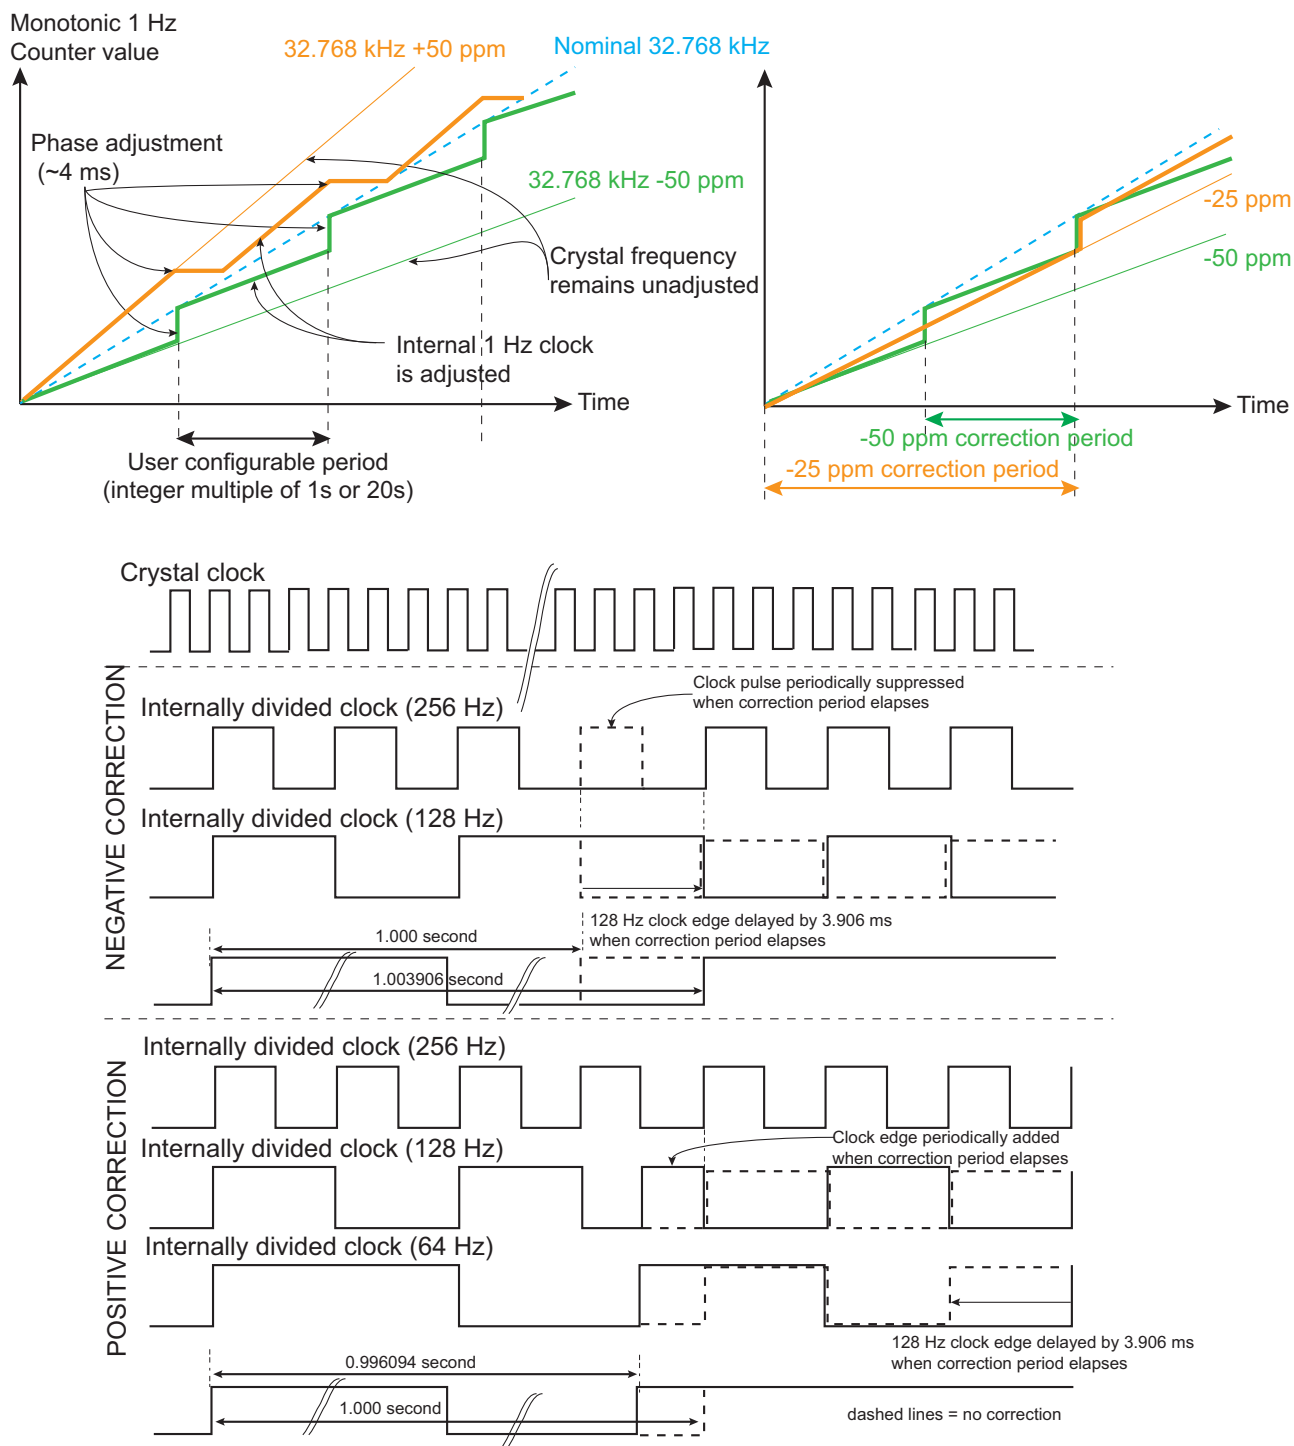 Monotonic 1 Hz
Counter value
32.768 kHz +50 ppm
Nominal 32.768 kHz
Phase adjustment
(~4 ms)
32.768 kHz -50 ppm
Crystal frequency
remains unadjusted
Internal 1 Hz clock
is adjusted
Time
User configurable period
(integer multiple of 1s or 20s)
-25 ppm
-50 ppm
Time
-50 ppm correction period
-25 ppm correction period
Crystal clock
NEGATIVE CORRECTION
Clock pulse periodically suppressed
when correction period elapses
Internally divided clock (256 Hz)
Internally divided clock (128 Hz)
128 Hz clock edge delayed by 3.906 ms
when correction period elapses
1.000 second
1.003906 second
POSITIVE CORRECTION
Internally divided clock (256 Hz)
Internally divided clock (128 Hz)
Clock edge periodically added
when correction period elapses
Internally divided clock (64 Hz)
128 Hz clock edge delayed by 3.906 ms
when correction period elapses
0.996094 second
1.000 second
dashed lines = no correction